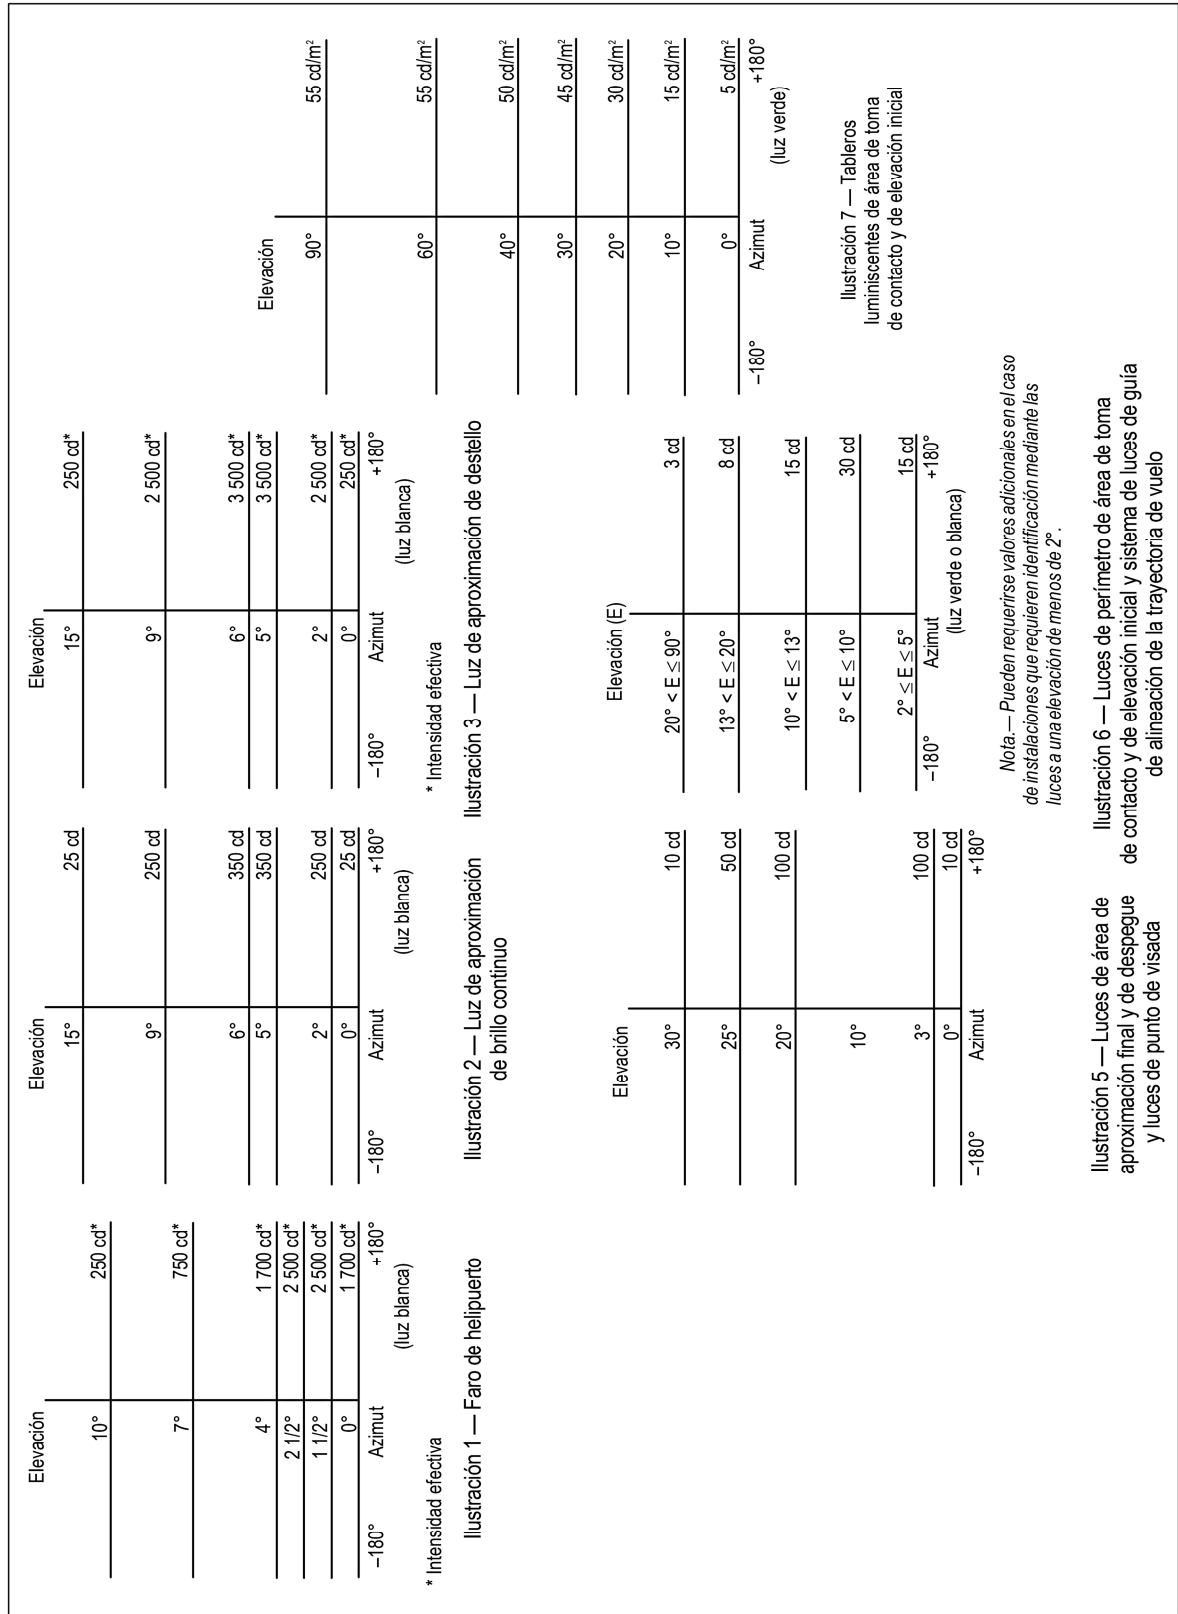 Elevación
10° 250 cd*
7° 750 cd*
4° 1 700 cd*
2 1/2° 2 500 cd*
1 1/2° 2 500 cd*
0° 1 700 cd*
–180° Azimut +180°
(luz blanca)
* Intensidad efectiva
Ilustración 1 — Faro de helipuerto
Elevación
15° 25 cd
9° 250 cd
6° 350 cd
5° 350 cd
2° 250 cd
0° 25 cd
–180° Azimut +180°
(luz blanca)
Ilustración 2 — Luz de aproximación
de brillo continuo
Elevación
15° 250 cd*
9° 2 500 cd*
6° 3 500 cd*
5° 3 500 cd*
2° 2 500 cd*
0° 250 cd*
–180° Azimut +180°
(luz blanca)
* Intensidad efectiva
Ilustración 3 — Luz de aproximación de destello
Elevación
30° 10 cd
25° 50 cd
20° 100 cd
10°
3° 100 cd
0° 10 cd
–180° Azimut +180°
Ilustración 5 — Luces de área de
aproximación final y de despegue
y luces de punto de visada
Elevación (E)
20° < E ≤ 90° 3 cd
13° < E ≤ 20° 8 cd
10° < E ≤ 13° 15 cd
5° < E ≤ 10° 30 cd
2° ≤ E ≤ 5° 15 cd
–180° Azimut +180°
(luz verde o blanca)
Nota.— Pueden requerirse valores adicionales en el caso
de instalaciones que requieren identificación mediante las
luces a una elevación de menos de 2°.
Ilustración 6 — Luces de perímetro de área de toma
de contacto y de elevación inicial y sistema de luces de guía
de alineación de la trayectoria de vuelo
Elevación
90° 55 cd/m²
60° 55 cd/m²
40° 50 cd/m²
30° 45 cd/m²
20° 30 cd/m²
10° 15 cd/m²
0° 5 cd/m²
–180° Azimut +180°
(luz verde)
Ilustración 7 — Tableros
luminiscentes de área de toma
de contacto y de elevación inicial